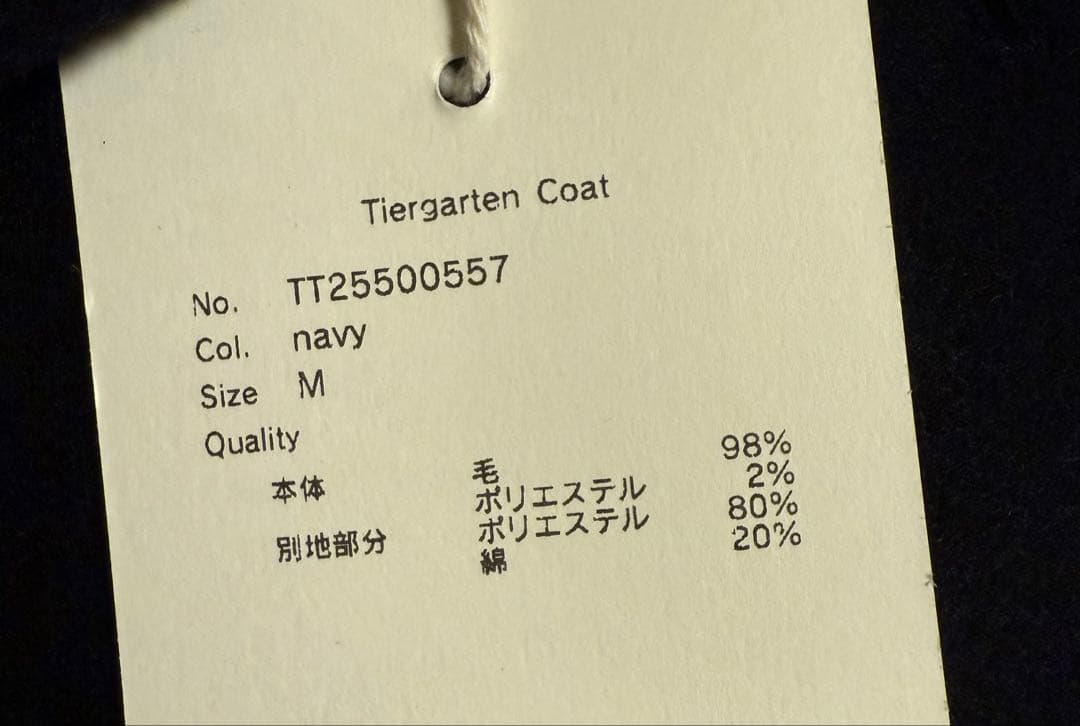 Tiergarten Coat
No. TT25500557
Col. navy
Size M
Quality
本体 毛 98%
ポリエステル 2%
別地部分 ポリエステル 80%
綿 20%